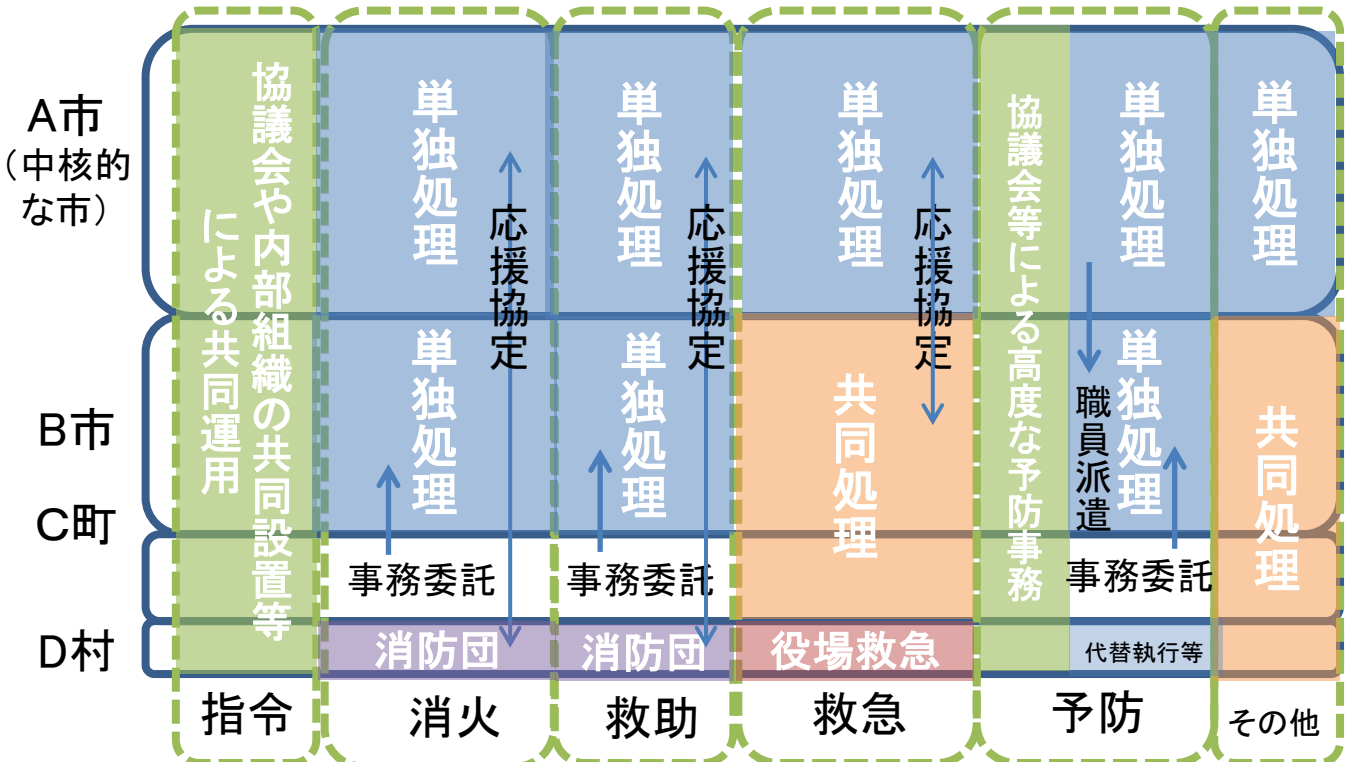 A市
（中核的
な市）
B市
C町
D村
協議会や内部組織の共同設置等
による共同運用
指令
単独処理
応援協定
単独処理
事務委託
消防団
消火
単独処理
応援協定
単独処理
事務委託
消防団
救助
単独処理
応援協定
共同処理
役場救急
救急
協議会等による高度な予防事務
単独処理
職員派遣
単独処理
事務委託
代替執行等
予防
単独処理
共同処理
その他